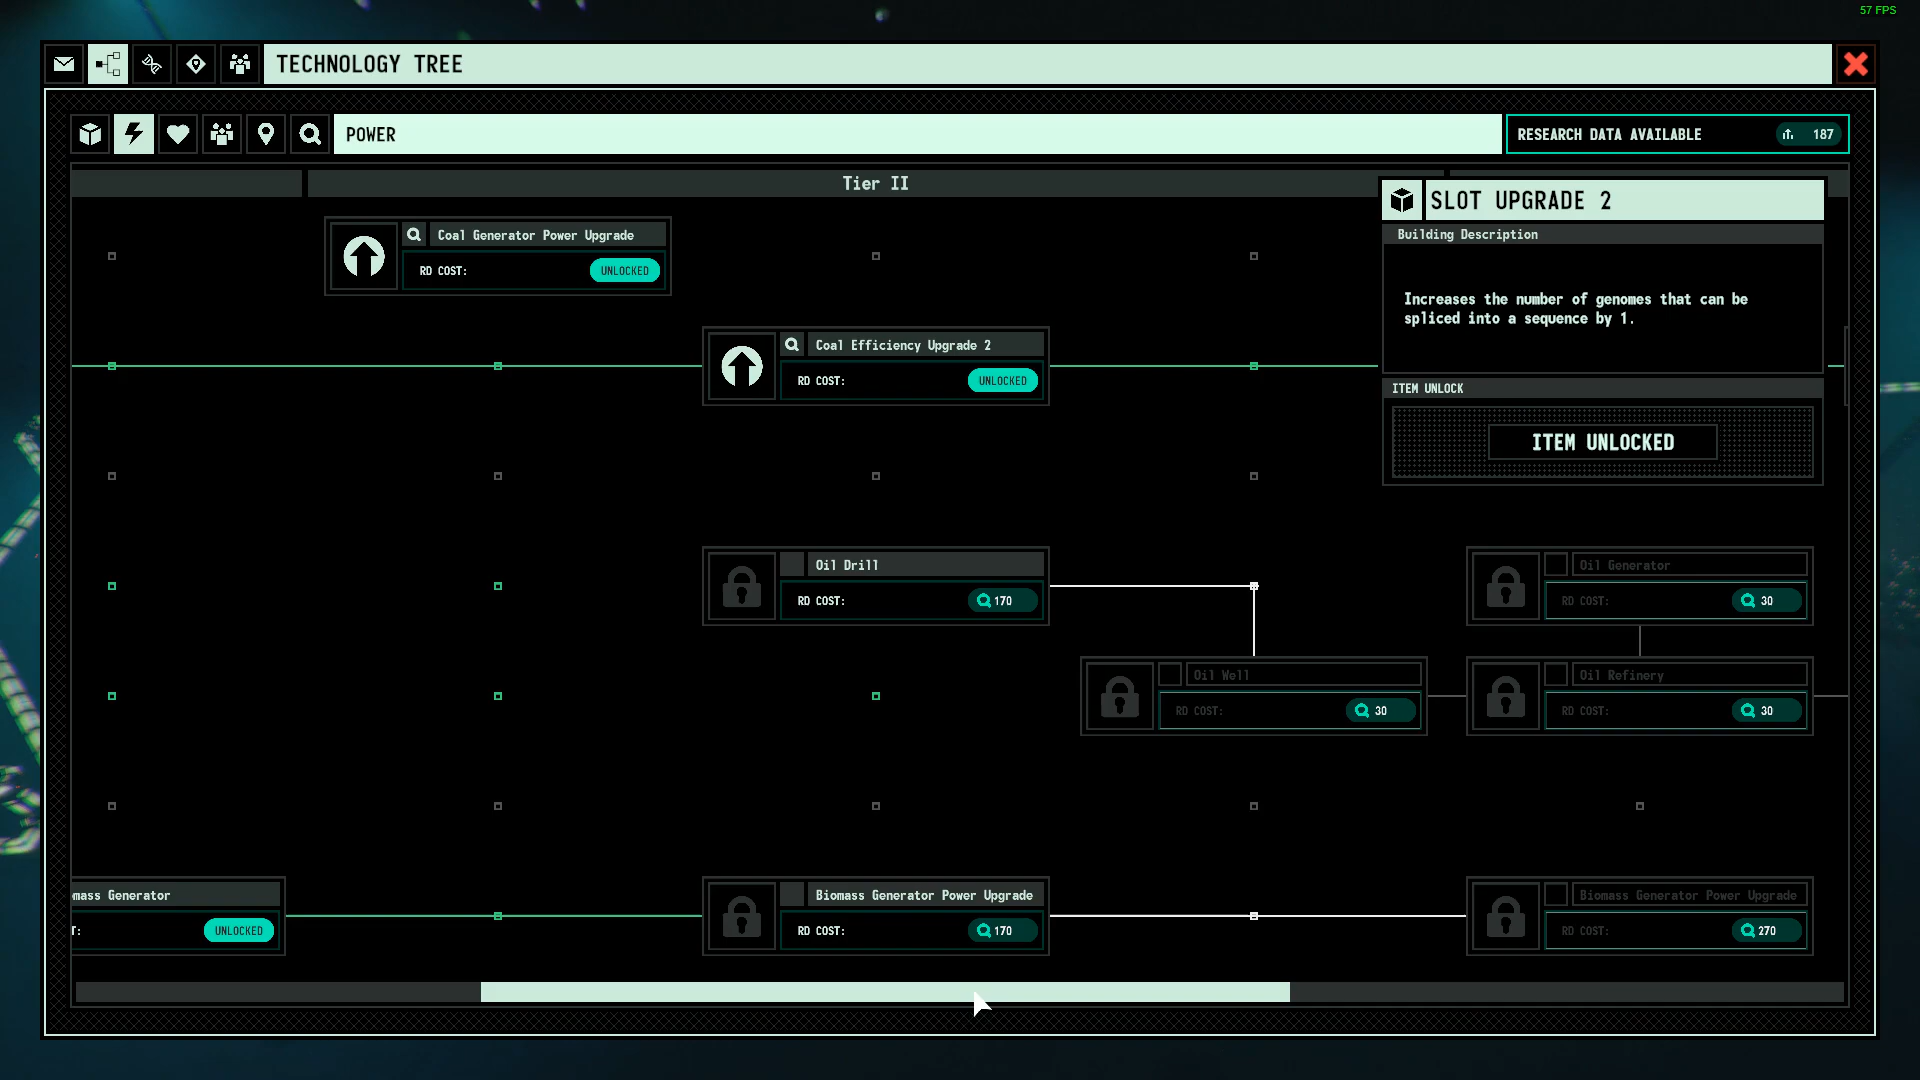 57 FPS
TECHNOLOGY TREE
POWER
RESEARCH DATA AVAILABLE
187
Tier II
SLOT UPGRADE 2
Building Description
Increases the number of genomes that can be
spliced into a sequence by 1.
ITEM UNLOCK
ITEM UNLOCKED
Coal Generator Power Upgrade
RD COST:
UNLOCKED
Coal Efficiency Upgrade 2
RD COST:
UNLOCKED
Oil Drill
RD COST:
170
Oil Generator
RD COST:
30
Oil Well
RD COST:
30
Oil Refinery
RD COST:
30
mass Generator
T:
UNLOCKED
Biomass Generator Power Upgrade
RD COST:
170
Biomass Generator Power Upgrade
RD COST:
270